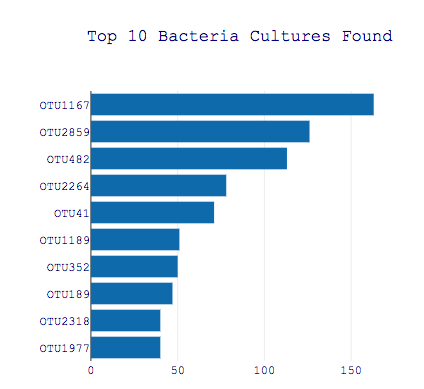 Top 10 Bacteria Cultures Found
OTU1167
OTU2859
OTU482
OTU2264
OTU41
OTU1189
OTU352
OTU189
OTU2318
OTU1977
0 50 100 150